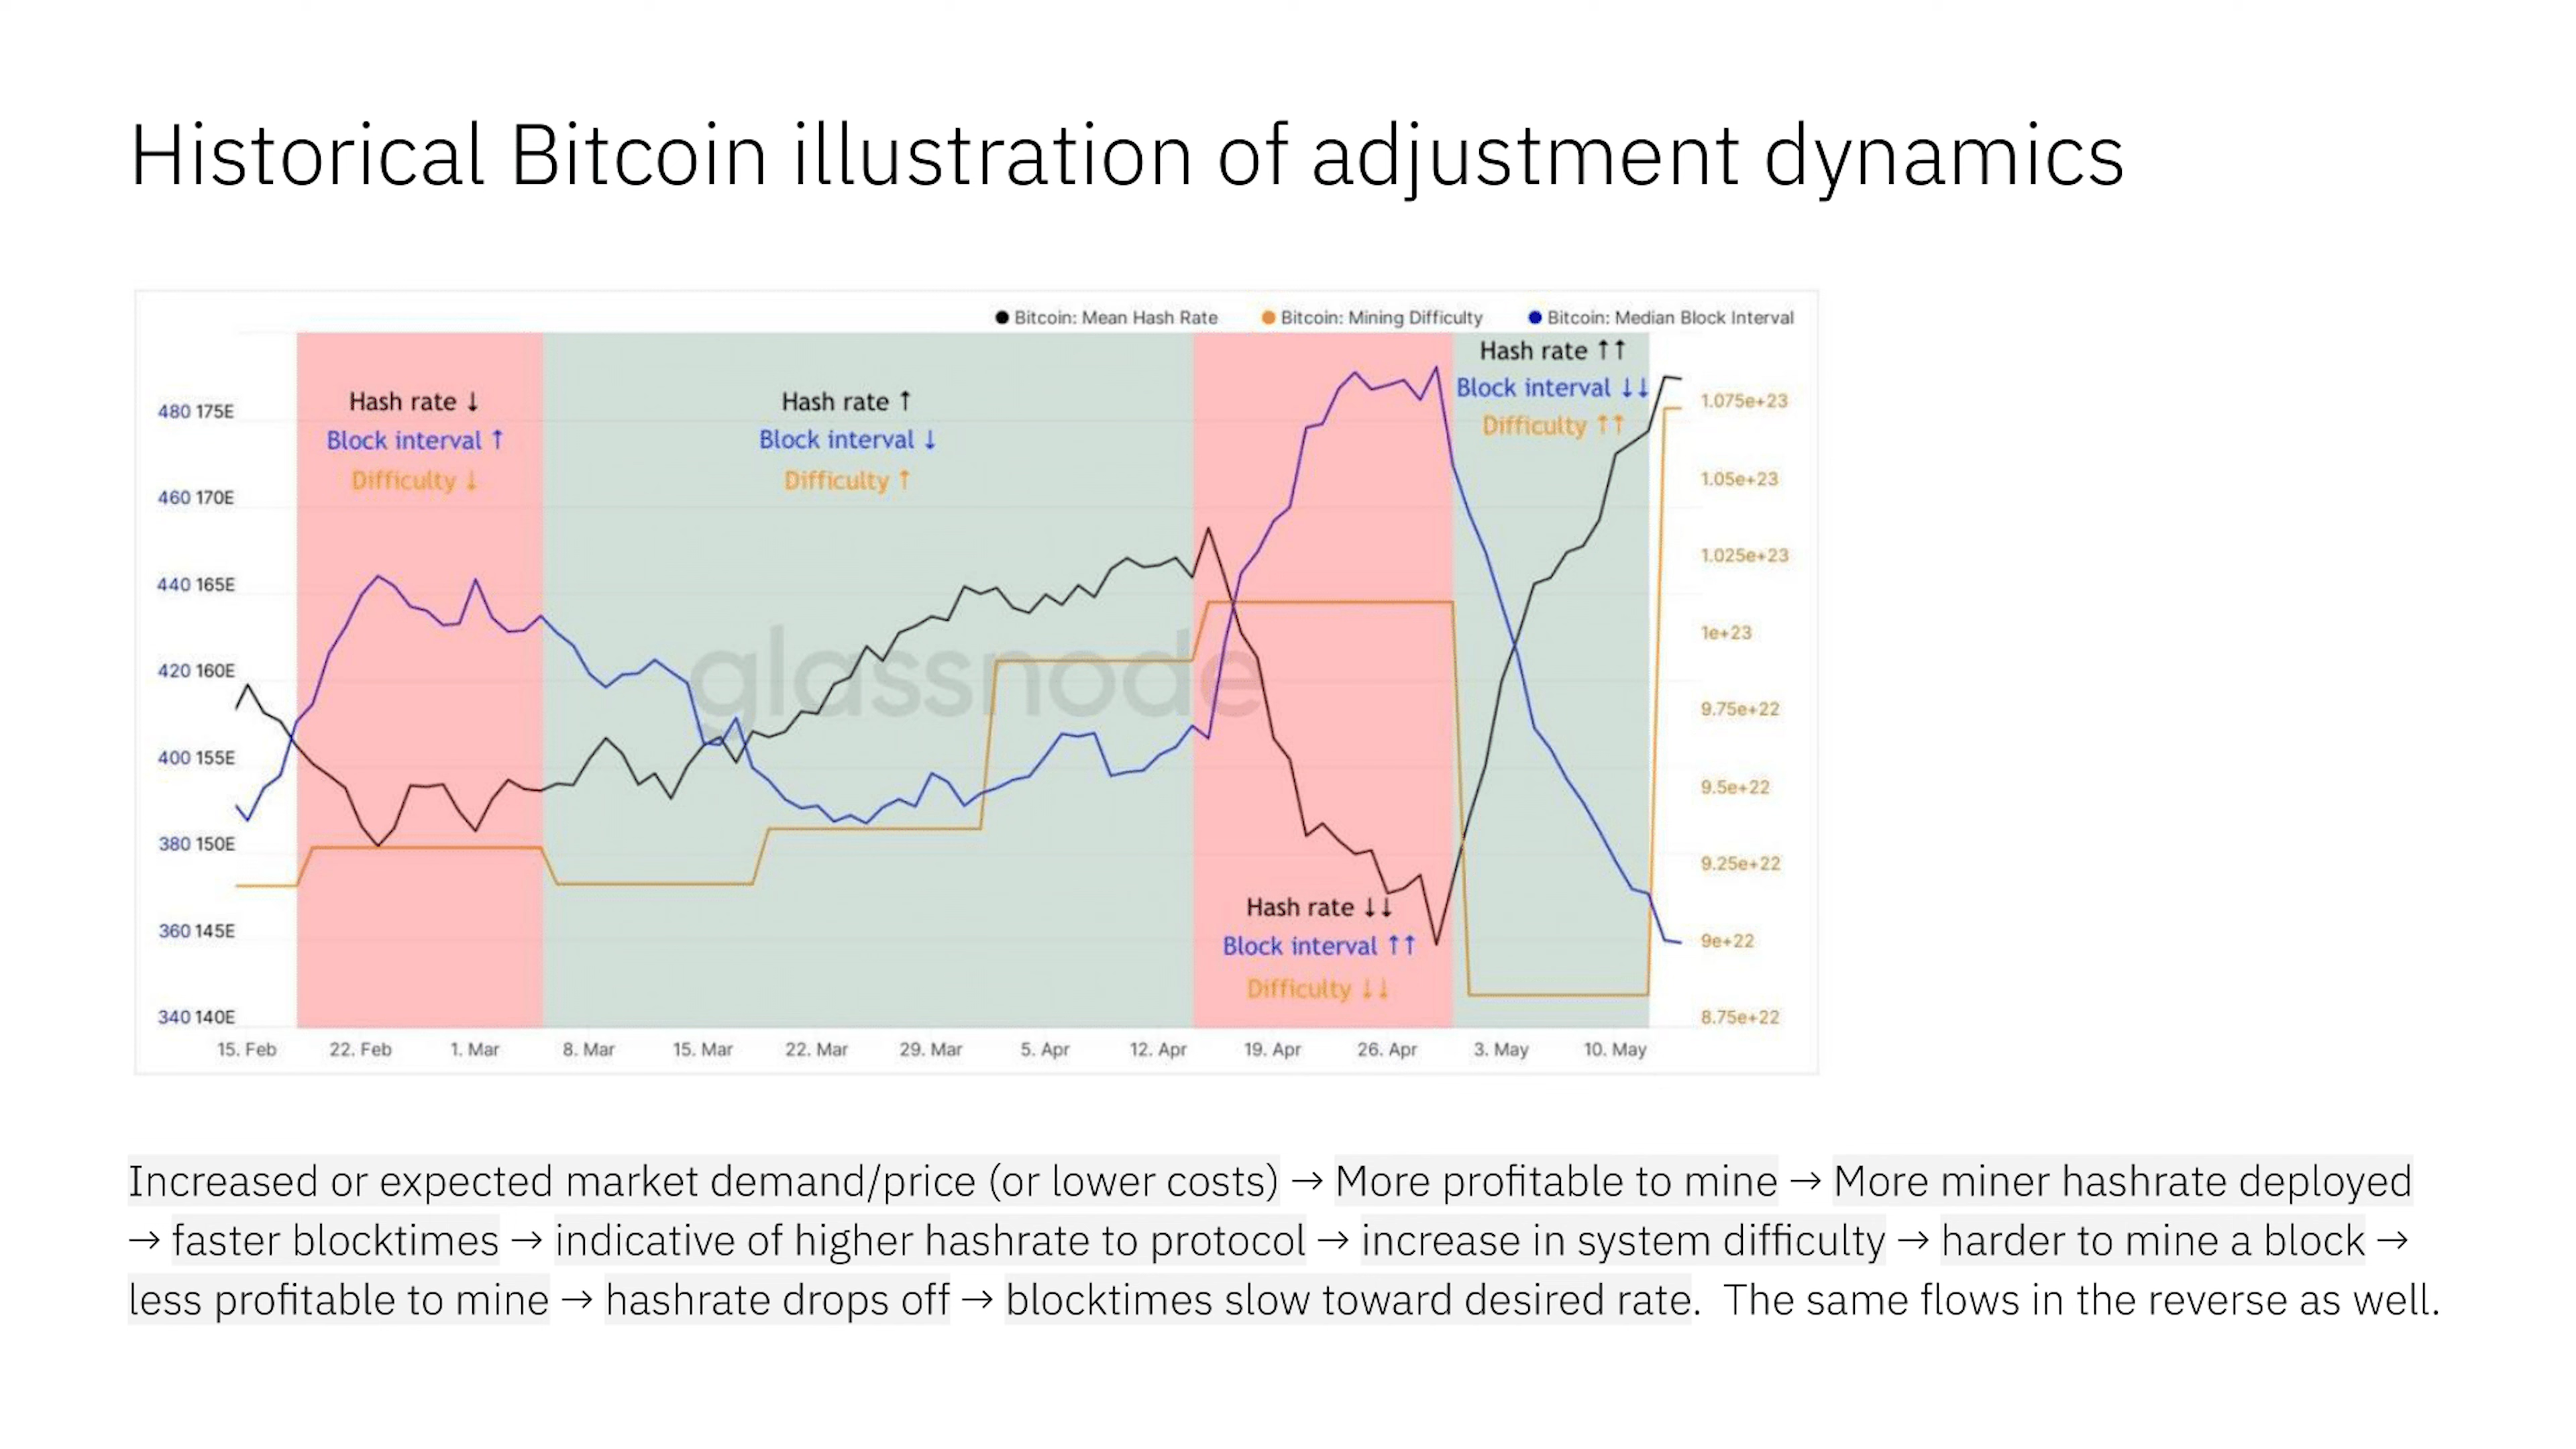 Historical Bitcoin illustration of adjustment dynamics
Bitcoin: Mean Hash Rate Bitcoin: Mining Difficulty Bitcoin: Median Block Interval
Hash rate ↓
Block interval ↑
Difficulty ↓
Hash rate ↑
Block interval ↓
Difficulty ↑
Hash rate ↓↓
Block interval ↑↑
Difficulty ↓↓
Hash rate ↑↑
Block interval ↓↓
Difficulty ↑↑
480 175E
460 170E
440 165E
420 160E
400 155E
380 150E
360 145E
340 140E
glassnode
1.075e+23
1.05e+23
1.025e+23
1e+23
9.75e+22
9.5e+22
9.25e+22
9e+22
8.75e+22
15. Feb 22. Feb 1. Mar 8. Mar 15. Mar 22. Mar 29. Mar 5. Apr 12. Apr 19. Apr 26. Apr 3. May 10. May
Increased or expected market demand/price (or lower costs) → More profitable to mine → More miner hashrate deployed
→ faster blocktimes → indicative of higher hashrate to protocol → increase in system difficulty → harder to mine a block →
less profitable to mine → hashrate drops off → blocktimes slow toward desired rate. The same flows in the reverse as well.